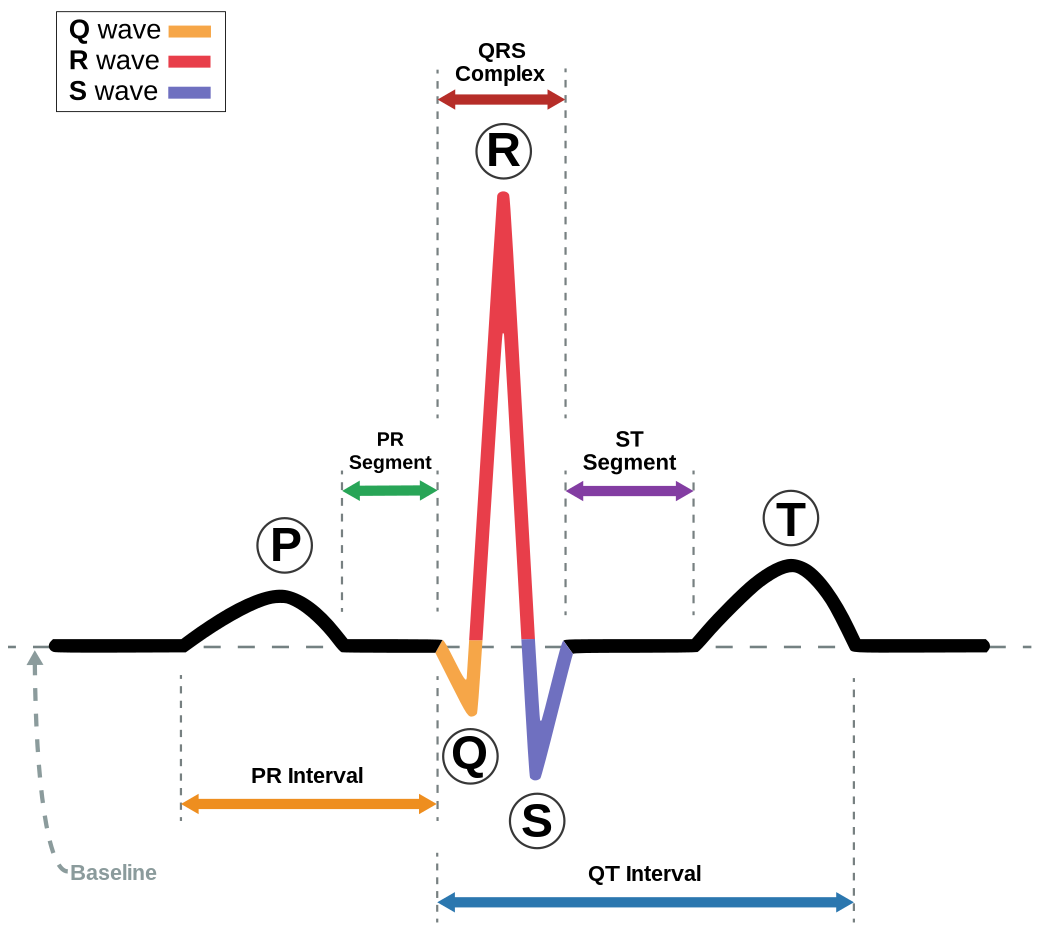 Q wave
R wave
S wave
QRS
Complex
R
PR
Segment
ST
Segment
P
T
Q
PR Interval
S
Baseline
QT Interval